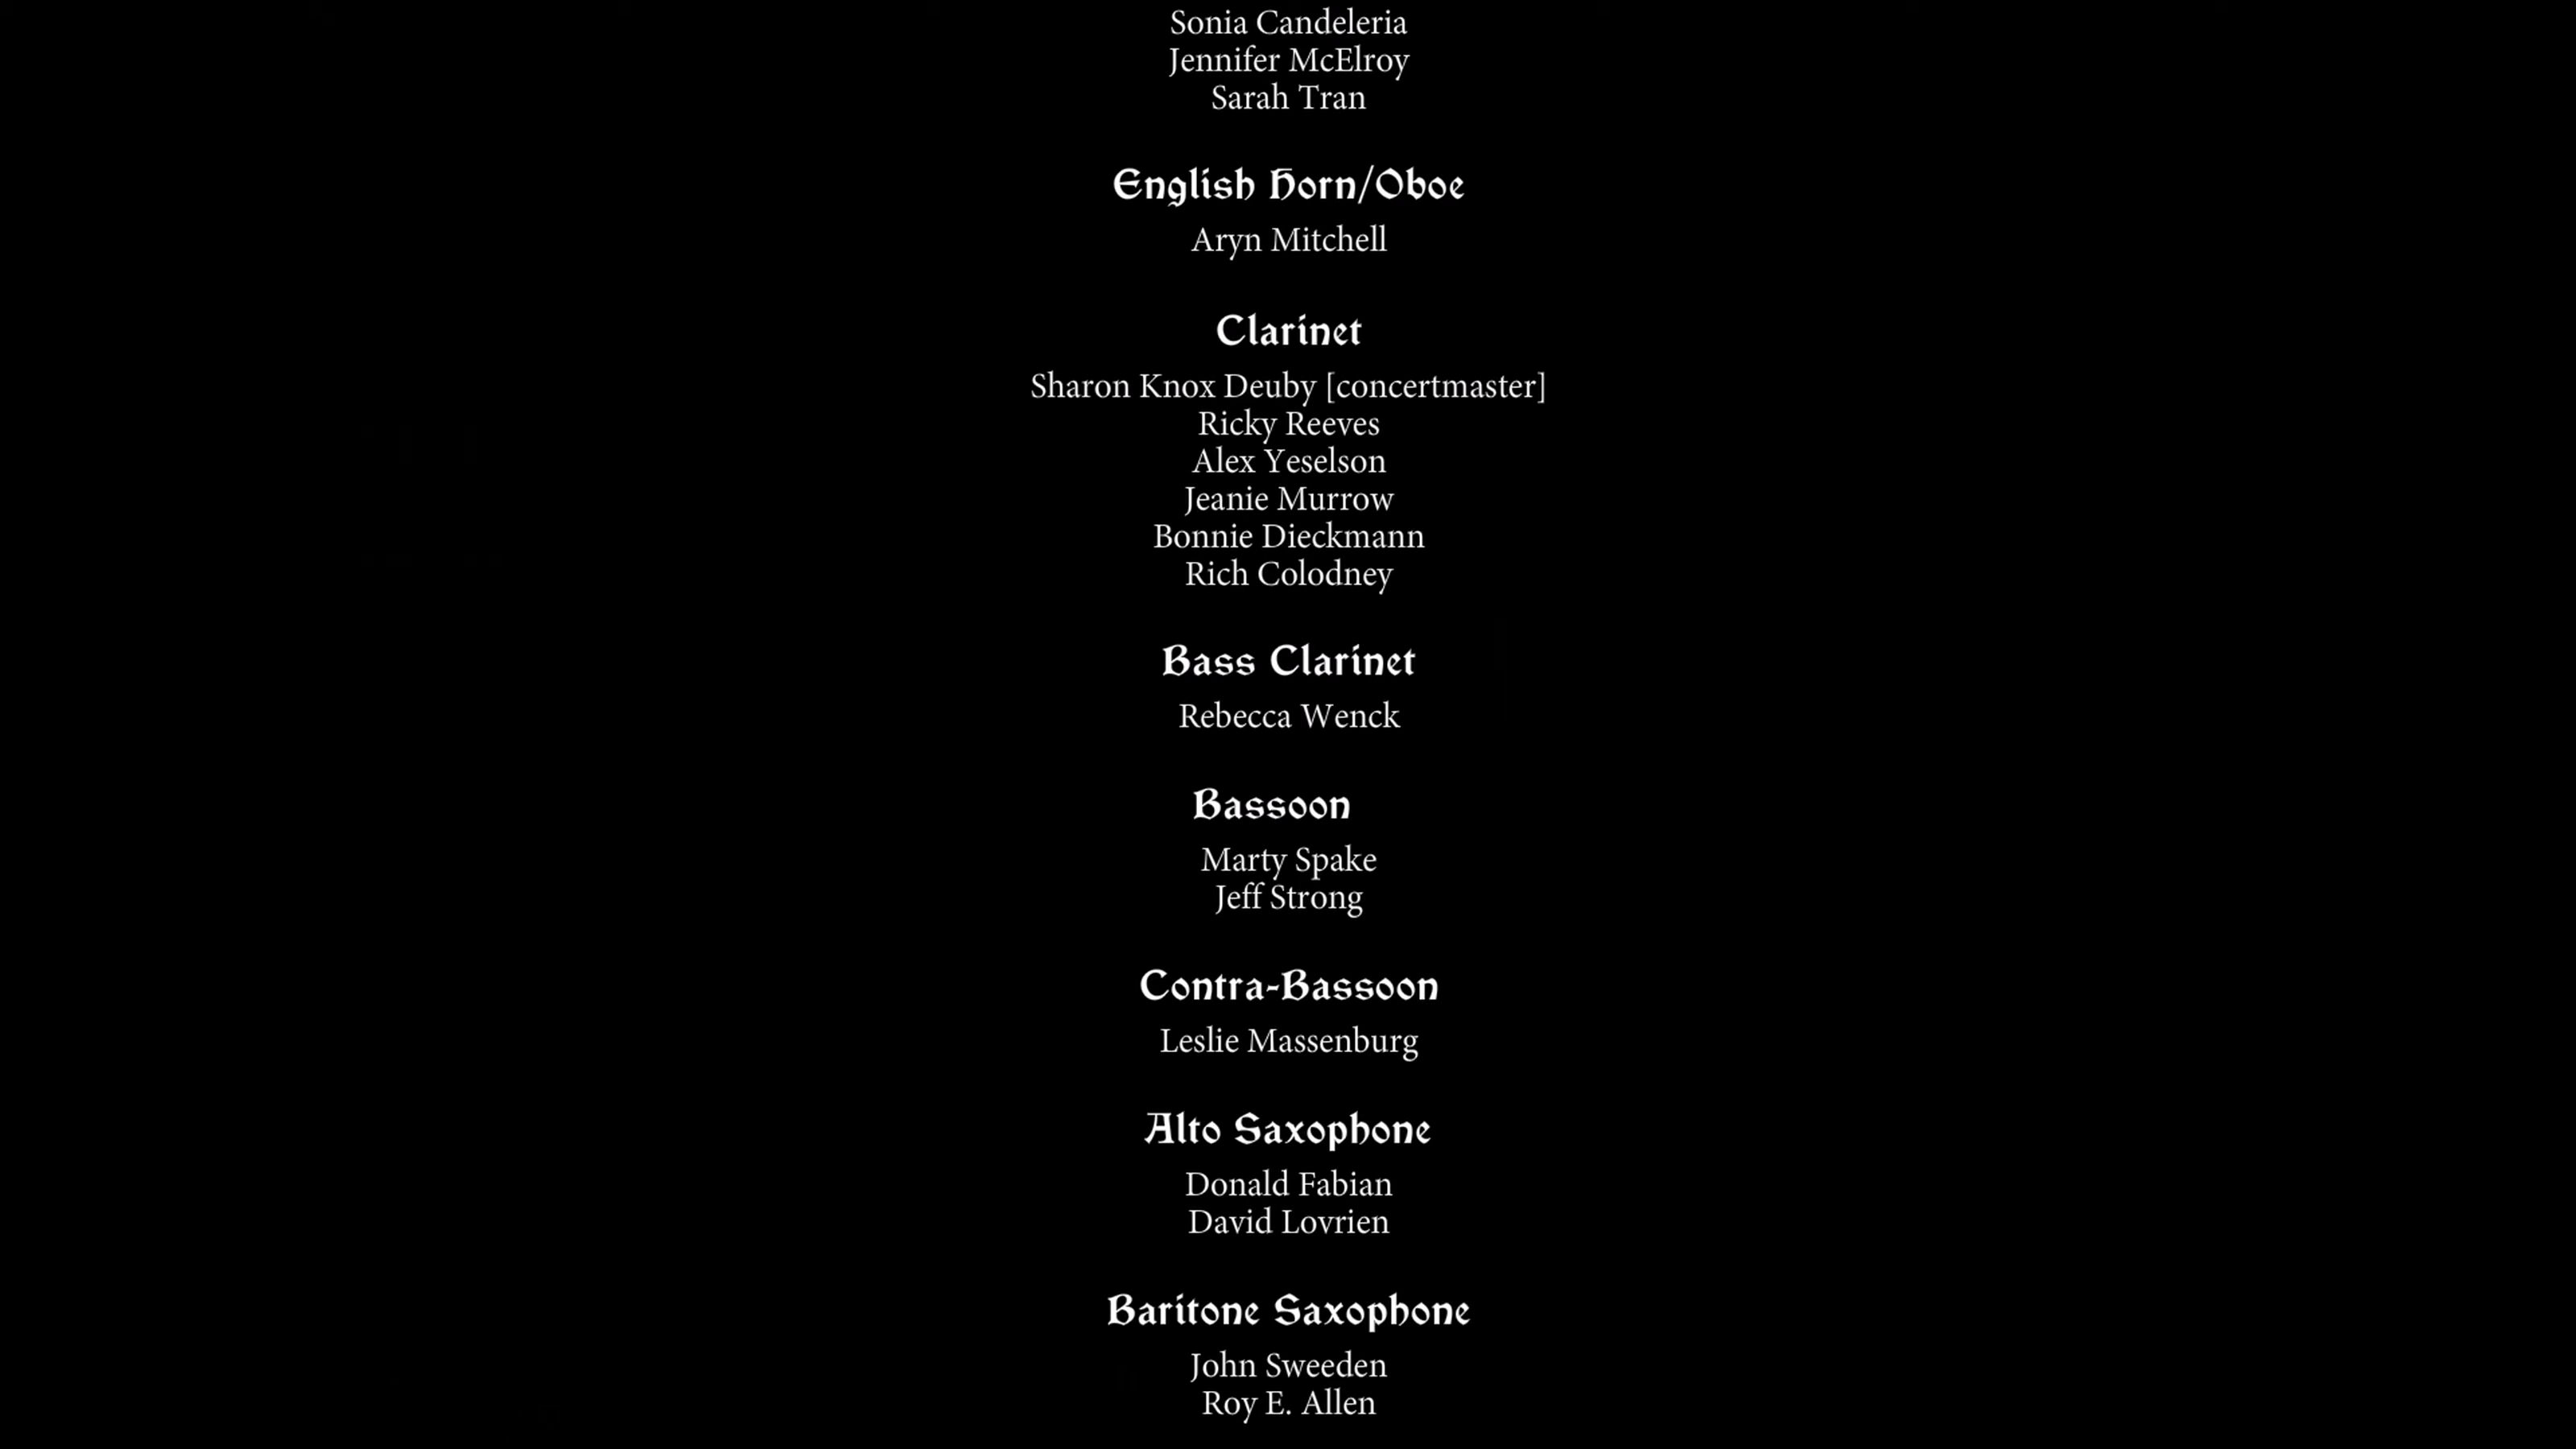 Sonia Candeleria
Jennifer McElroy
Sarah Tran
English Horn/Oboe
Aryn Mitchell
Clarinet
Sharon Knox Deuby [concertmaster]
Ricky Reeves
Alex Yeselson
Jeanie Murrow
Bonnie Dieckmann
Rich Colodney
Bass Clarinet
Rebecca Wenck
Bassoon
Marty Spake
Jeff Strong
Contra-Bassoon
Leslie Massenburg
Alto Saxophone
Donald Fabian
David Lovrien
Baritone Saxophone
John Sweeden
Roy E. Allen